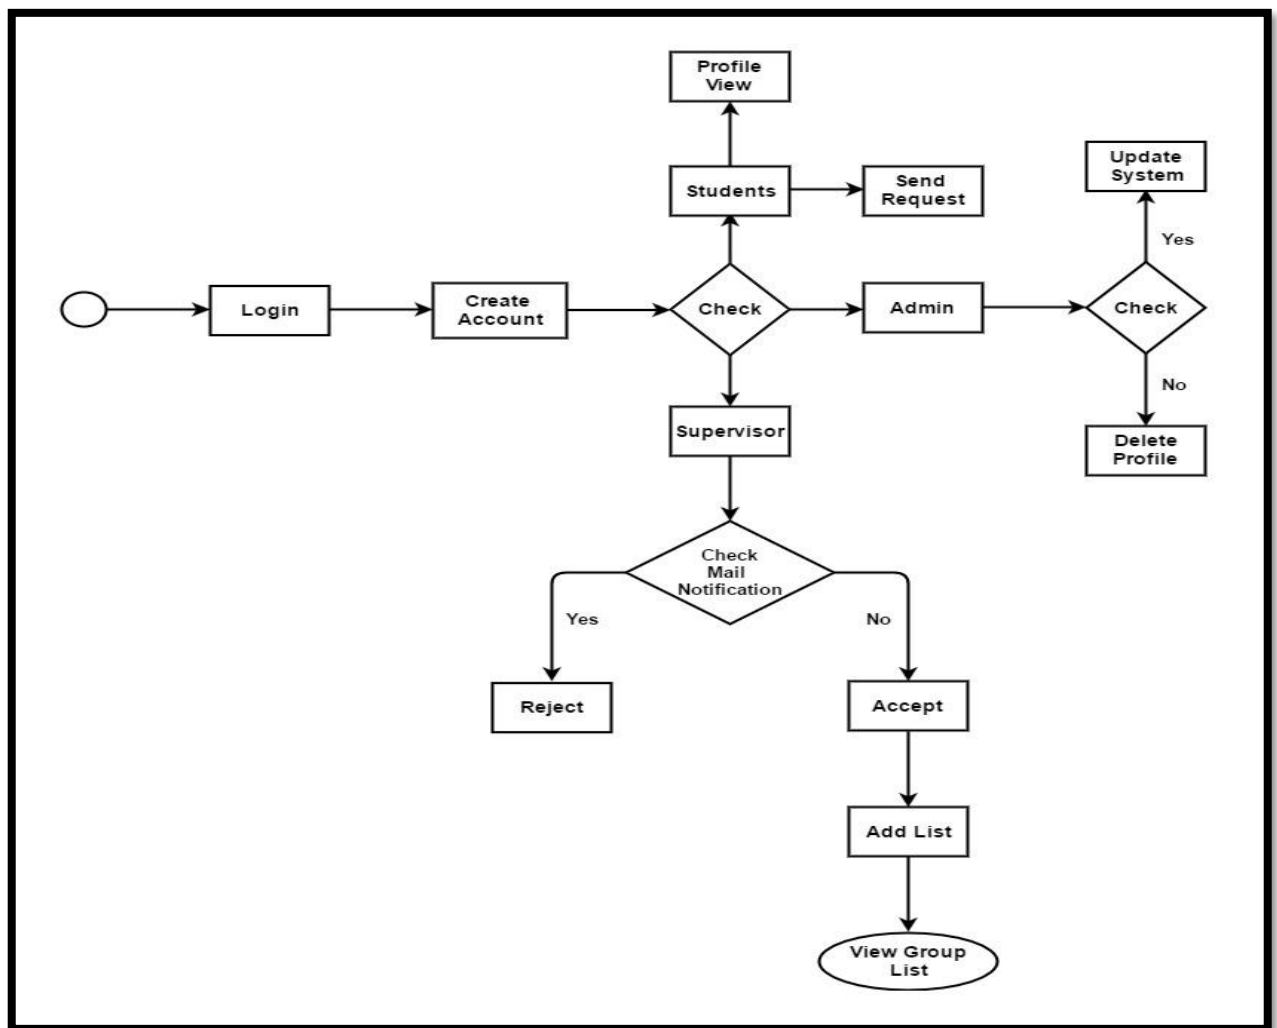 Profile
View
Students
Send
Request
Update
System
Yes
Login
Create
Account
Check
Admin
Check
No
Supervisor
Delete
Profile
Check
Mail
Notification
Yes
No
Reject
Accept
Add List
View Group
List